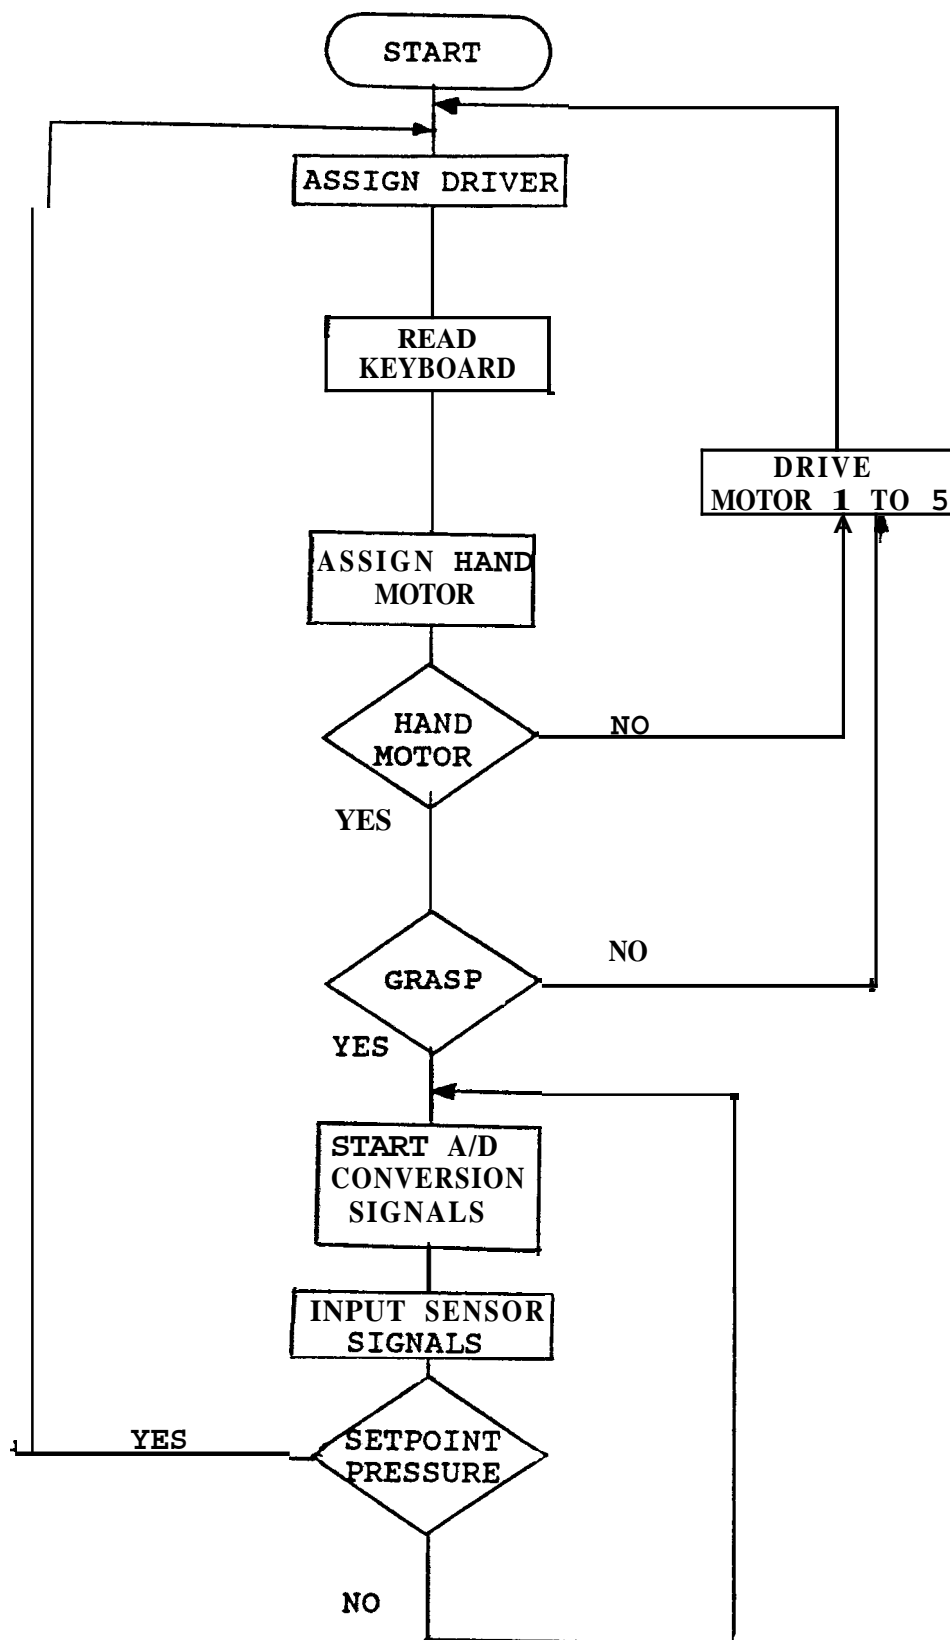 START
ASSIGN DRIVER
READ
KEYBOARD
DRIVE
MOTOR 1 TO 5
ASSIGN HAND
MOTOR
HAND
MOTOR
NO
YES
GRASP
NO
YES
START A/D
CONVERSION
SIGNALS
INPUT SENSOR
SIGNALS
SETPOINT
PRESSURE
YES
NO